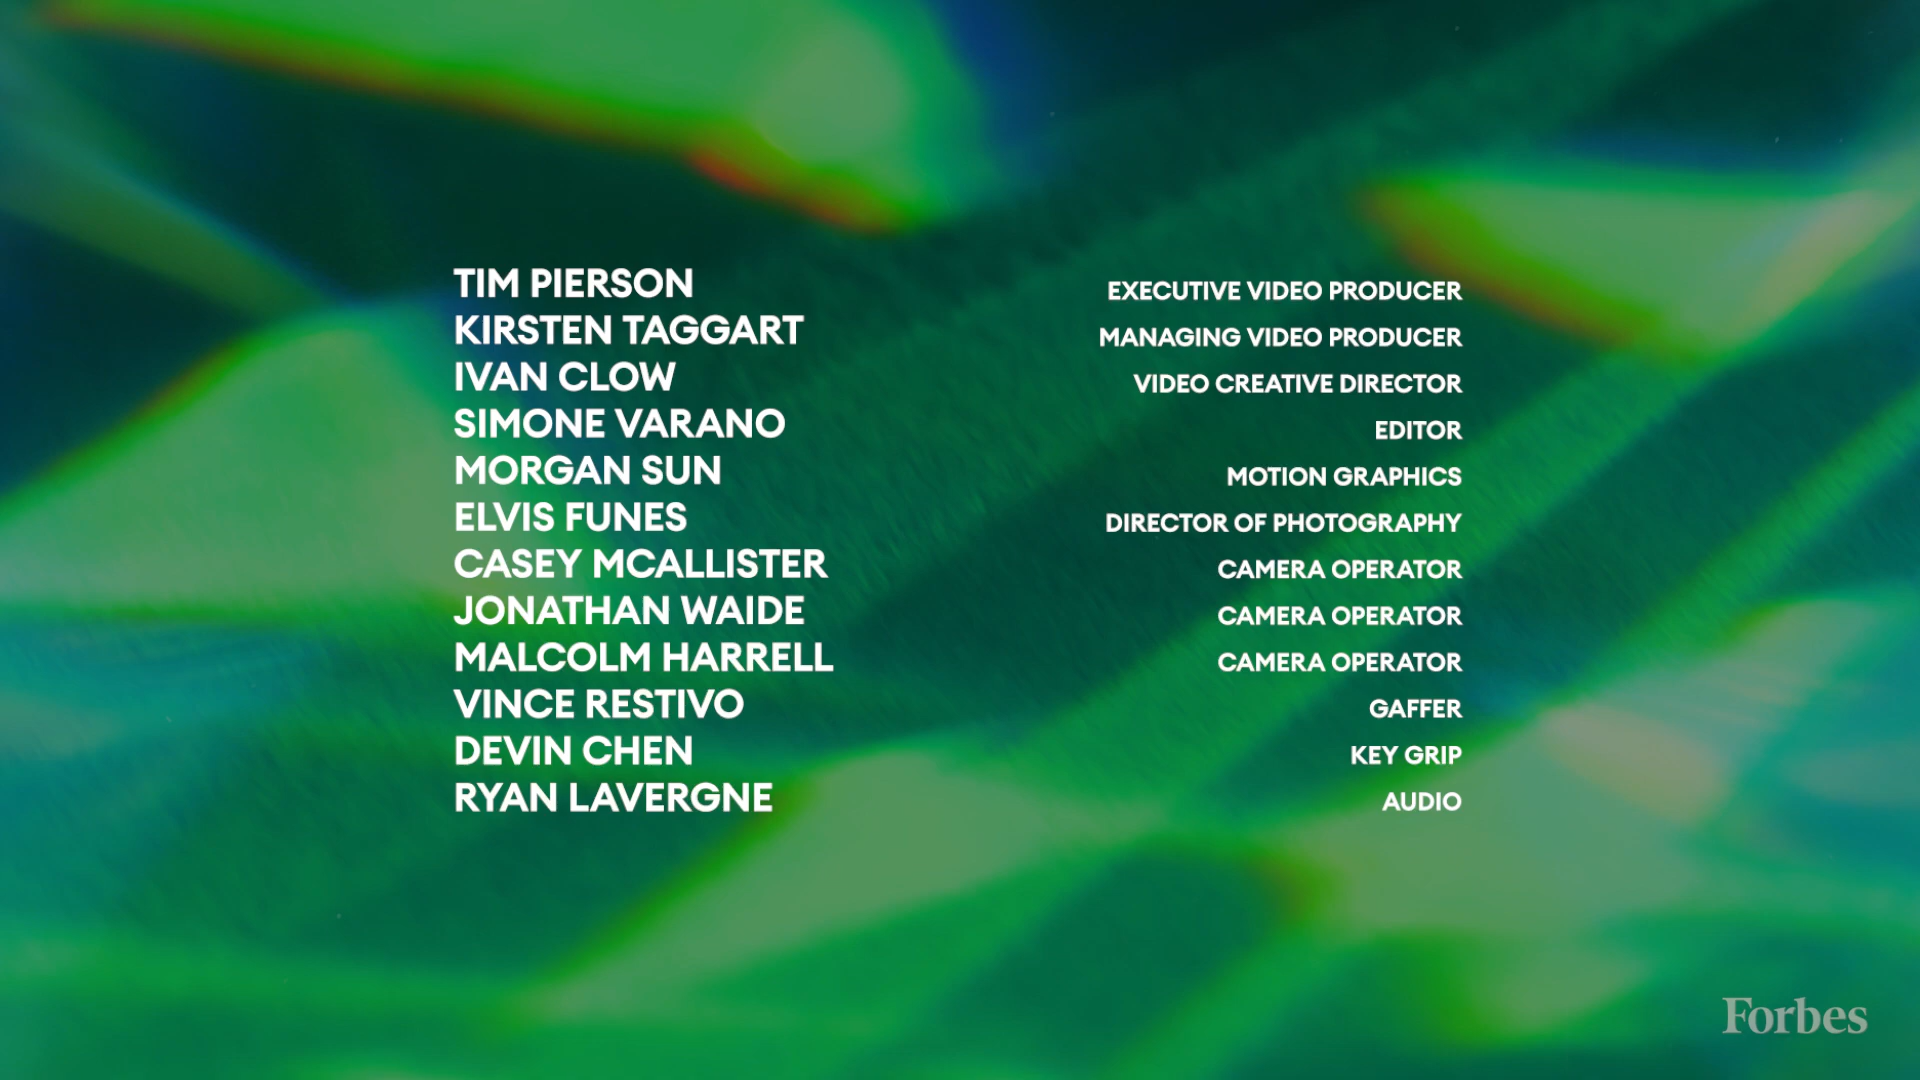 TIM PIERSON EXECUTIVE VIDEO PRODUCER
KIRSTEN TAGGART MANAGING VIDEO PRODUCER
IVAN CLOW VIDEO CREATIVE DIRECTOR
SIMONE VARANO EDITOR
MORGAN SUN MOTION GRAPHICS
ELVIS FUNES DIRECTOR OF PHOTOGRAPHY
CASEY MCALLISTER CAMERA OPERATOR
JONATHAN WAIDE CAMERA OPERATOR
MALCOLM HARRELL CAMERA OPERATOR
VINCE RESTIVO GAFFER
DEVIN CHEN KEY GRIP
RYAN LAVERGNE AUDIO
Forbes